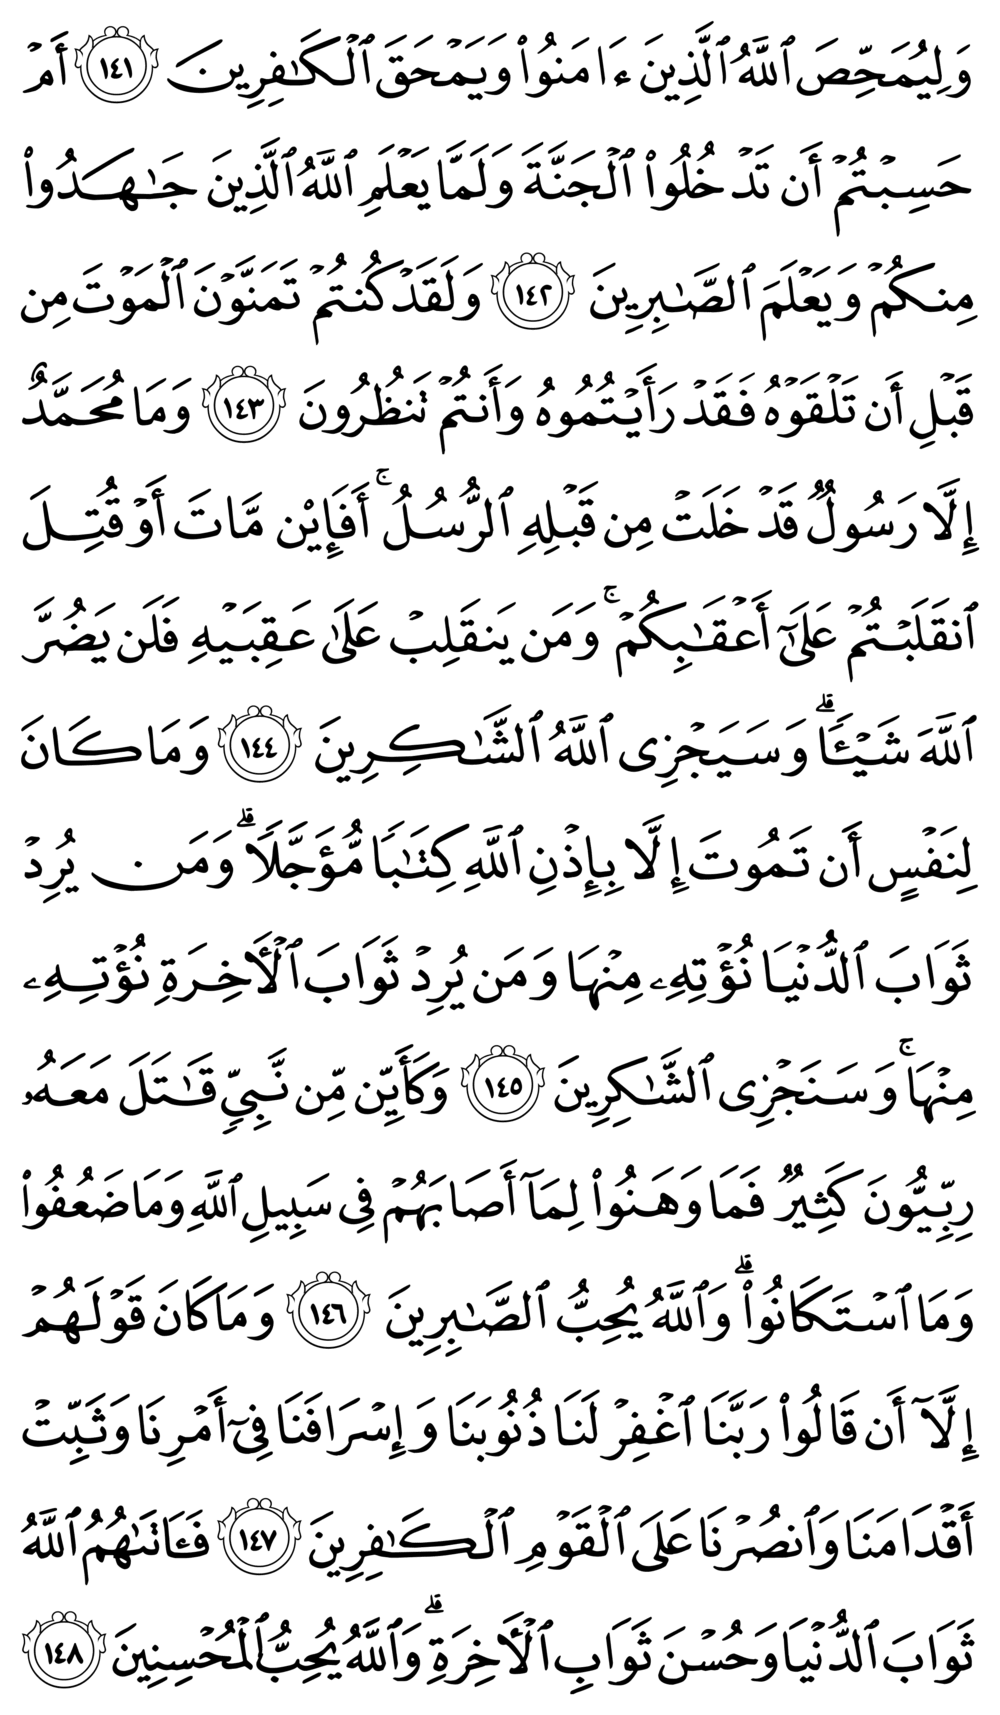 وَلِيُمَحِّصَ ٱللَّهُ ٱلَّذِينَ ءَامَنُوا۟ وَيَمْحَقَ ٱلْكَـٰفِرِينَ ١٤١ أَمْ
حَسِبْتُمْ أَن تَدْخُلُوا۟ ٱلْجَنَّةَ وَلَمَّا يَعْلَمِ ٱللَّهُ ٱلَّذِينَ جَـٰهَدُوا۟
مِنكُمْ وَيَعْلَمَ ٱلصَّـٰبِرِينَ ١٤٢ وَلَقَدْ كُنتُمْ تَمَنَّوْنَ ٱلْمَوْتَ مِن
قَبْلِ أَن تَلْقَوْهُ فَقَدْ رَأَيْتُمُوهُ وَأَنتُمْ تَنظُرُونَ ١٤٣ وَمَا مُحَمَّدٌ
إِلَّا رَسُولٌ قَدْ خَلَتْ مِن قَبْلِهِ ٱلرُّسُلُ ۚ أَفَإِي۟ن مَّاتَ أَوْ قُتِلَ
ٱنقَلَبْتُمْ عَلَىٰٓ أَعْقَـٰبِكُمْ ۚ وَمَن يَنقَلِبْ عَلَىٰ عَقِبَيْهِ فَلَن يَضُرَّ
ٱللَّهَ شَيْـًٔا ۗ وَسَيَجْزِى ٱللَّهُ ٱلشَّـٰكِرِينَ ١٤٤ وَمَا كَانَ
لِنَفْسٍ أَن تَمُوتَ إِلَّا بِإِذْنِ ٱللَّهِ كِتَـٰبًا مُّؤَجَّلًا ۗ وَمَن يُرِدْ
ثَوَابَ ٱلدُّنْيَا نُؤْتِهِۦ مِنْهَا وَمَن يُرِدْ ثَوَابَ ٱلْأَخِرَةِ نُؤْتِهِۦ
مِنْهَا ۚ وَسَنَجْزِى ٱلشَّـٰكِرِينَ ١٤٥ وَكَأَيِّن مِّن نَّبِىٍّ قَـٰتَلَ مَعَهُۥ
رِبِّيُّونَ كَثِيرٌ فَمَا وَهَنُوا۟ لِمَآ أَصَابَهُمْ فِى سَبِيلِ ٱللَّهِ وَمَا ضَعُفُوا۟
وَمَا ٱسْتَكَانُوا۟ ۗ وَٱللَّهُ يُحِبُّ ٱلصَّـٰبِرِينَ ١٤٦ وَمَا كَانَ قَوْلَهُمْ
إِلَّآ أَن قَالُوا۟ رَبَّنَا ٱغْفِرْ لَنَا ذُنُوبَنَا وَإِسْرَافَنَا فِىٓ أَمْرِنَا وَثَبِّتْ
أَقْدَامَنَا وَٱنصُرْنَا عَلَى ٱلْقَوْمِ ٱلْكَـٰفِرِينَ ١٤٧ فَـَٔاتَىٰهُمُ ٱللَّهُ
ثَوَابَ ٱلدُّنْيَا وَحُسْنَ ثَوَابِ ٱلْأَخِرَةِ ۗ وَٱللَّهُ يُحِبُّ ٱلْمُحْسِنِينَ ١٤٨